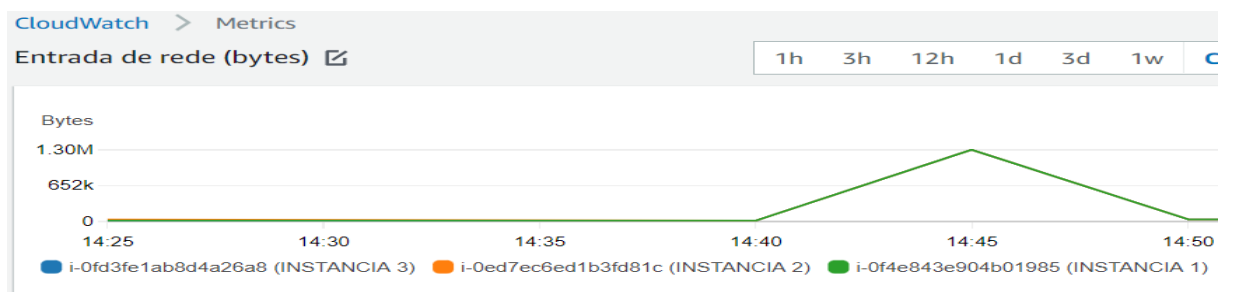 CloudWatch > Metrics
Entrada de rede (bytes)
1h 3h 12h 1d 3d 1w C
Bytes
1.30M
652k
0
14:25 14:30 14:35 14:40 14:45 14:50
i-0fd3fe1ab8d4a26a8 (INSTANCIA 3) i-0ed7ec6ed1b3fd81c (INSTANCIA 2) i-0f4e843e904b01985 (INSTANCIA 1)